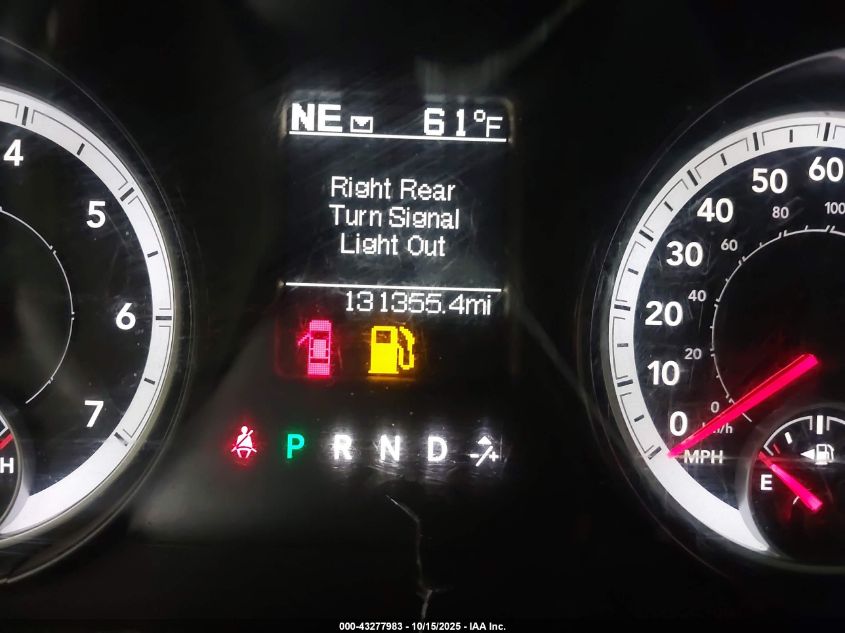 NE 61°F
Right Rear
Turn Signal
Light Out
131355.4mi
P R N D -/+
4
5
6
7
H
60
50
40
30
20
10
0
MPH
100
80
60
40
20
0
km/h
E
000-43277983 - 10/15/2025 - IAA Inc.